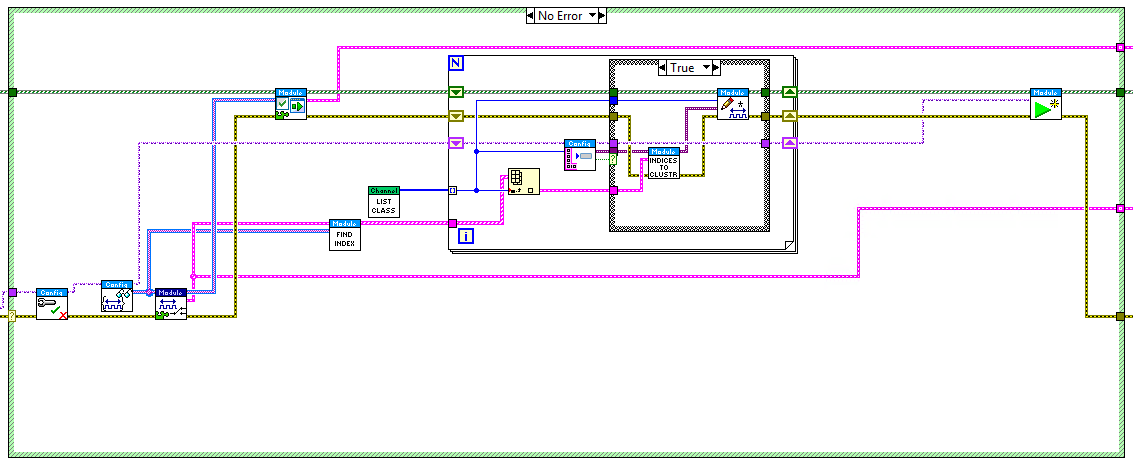 No Error
N
True
Module
Module
Module
Config
Module
INDICES
TO
CLUSTR
Channel
LIST
CLASS
Module
FIND
INDEX
i
Config
Config
Module
?
?